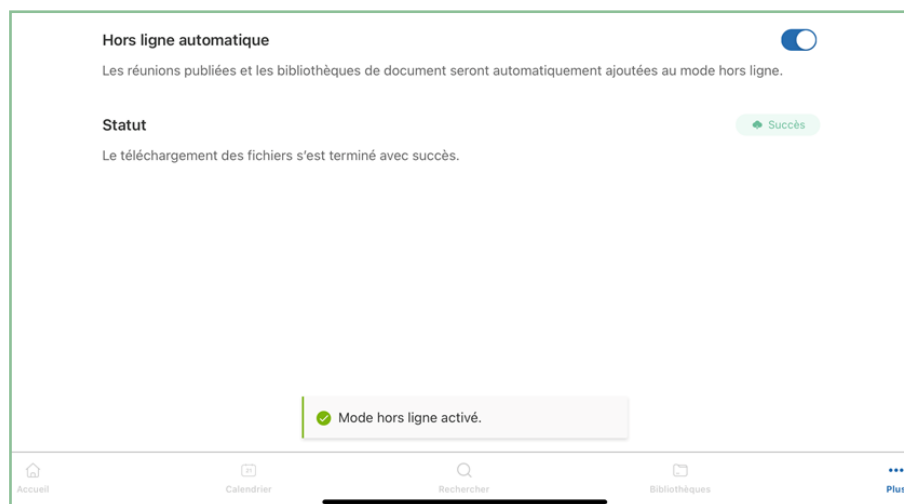 Hors ligne automatique
Les réunions publiées et les bibliothèques de document seront automatiquement ajoutées au mode hors ligne.
Statut
Succès
Le téléchargement des fichiers s'est terminé avec succès.
Mode hors ligne activé.
Accueil
31
Calendrier
Rechercher
Bibliothèques
Plus